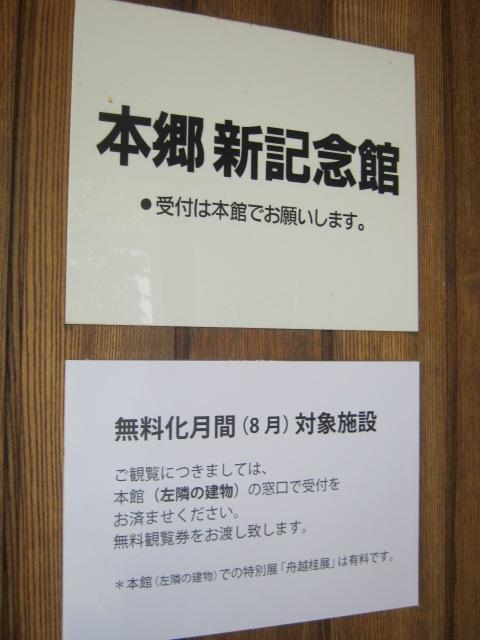 本郷 新記念館
●受付は本館でお願いします。
無料化月間（8月）対象施設
ご観覧につきましては、
本館（左隣の建物）の窓口で受付を
お済ませください。
無料観覧券をお渡し致します。
＊本館（左隣の建物）での特別展「舟越桂展」は有料です。